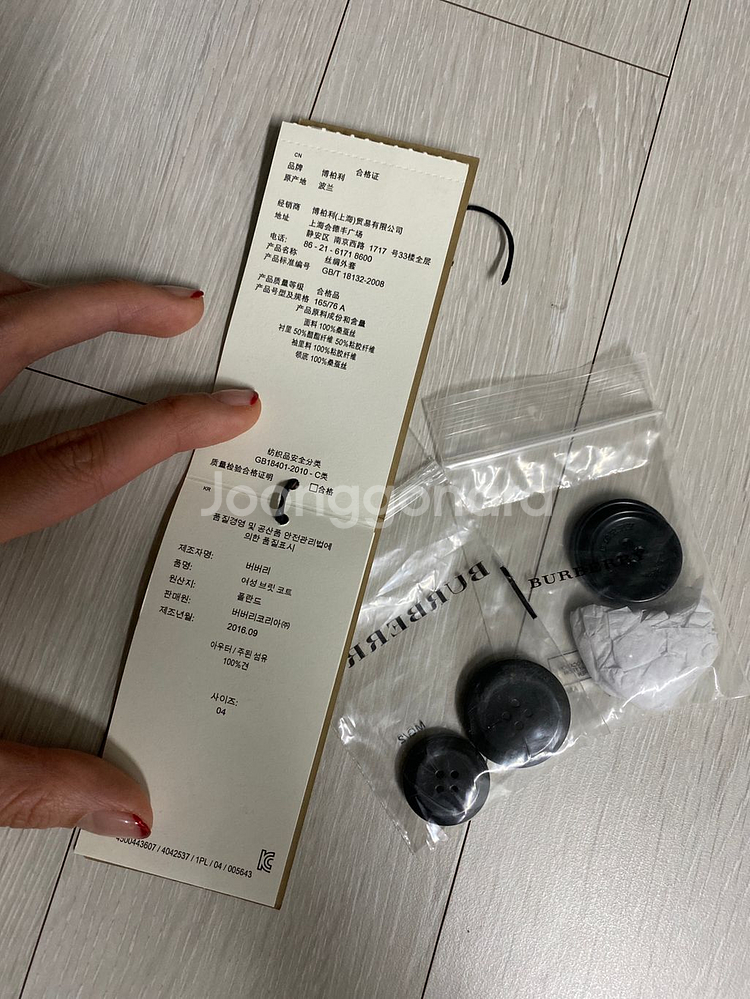 CN
品牌 博柏利 合格证
原产地 波兰
经销商 博柏利(上海)贸易有限公司
地址 上海会德丰广场
静安区 南京西路 1717 号33楼全层
电话: 86 - 21 - 6171 8600
产品名称 丝绸外套
产品标准编号 GB/T 18132-2008
产品质量等级 合格品
产品号型及规格 165/76 A
产品原料成份和含量
面料 100%桑蚕丝
衬里 50%醋酯纤维 50%粘胶纤维
袖里料 100%粘胶纤维
领底 100%桑蚕丝
纺织品安全分类
GB18401-2010 - C类
质量检验合格证明 合格
KR
Joonggonara
품질경영 및 공산품 안전관리법에
의한 품질표시
제조자명: 버버리
품명: 여성 브릿 코트
원산지: 폴란드
판매원: 버버리코리아㈜
제조년월: 2016.09
아우터 / 주된 섬유
100%견
사이즈:
04
4500443607 / 4042537 / 1PL / 04 / 005643
BURBERRY
BURBERRY